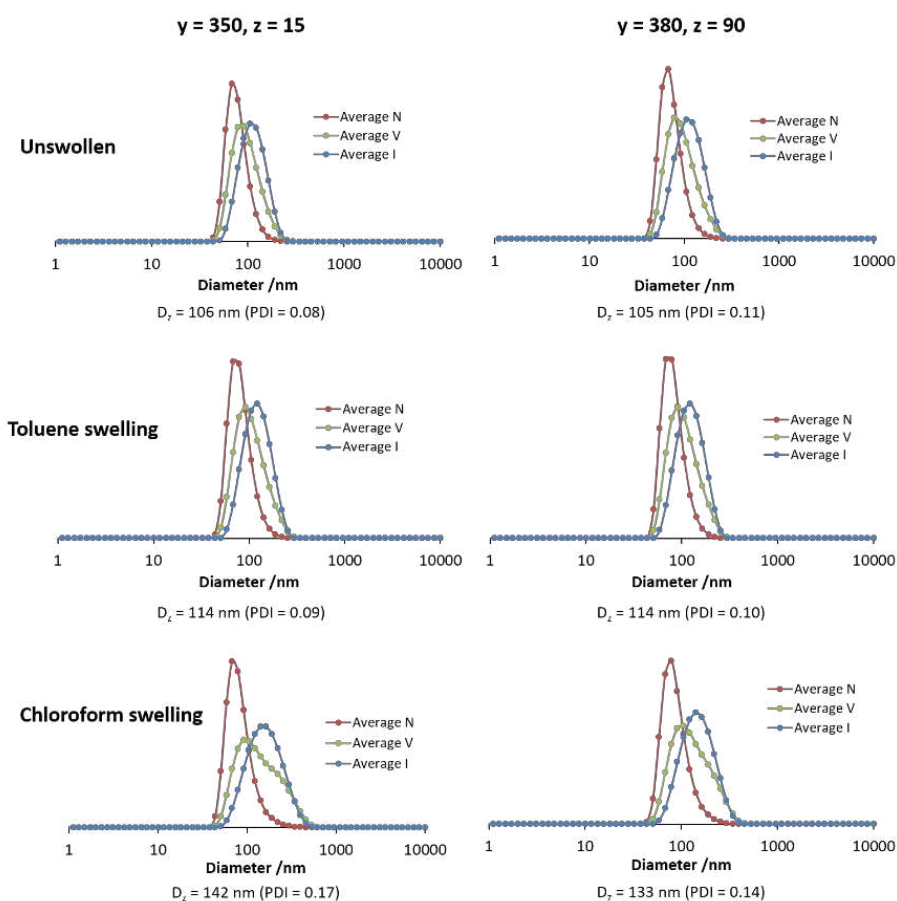 y = 350, z = 15
y = 380, z = 90
Unswollen
Average N
Average V
Average I
1 10 100 1000 10000
Diameter /nm
Dz = 106 nm (PDI = 0.08)
Average N
Average V
Average I
1 10 100 1000 10000
Diameter /nm
Dz = 105 nm (PDI = 0.11)
Toluene swelling
Average N
Average V
Average I
1 10 100 1000 10000
Diameter /nm
Dz = 114 nm (PDI = 0.09)
Average N
Average V
Average I
1 10 100 1000 10000
Diameter /nm
Dz = 114 nm (PDI = 0.10)
Chloroform swelling
Average N
Average V
Average I
1 10 100 1000 10000
Diameter /nm
Dz = 142 nm (PDI = 0.17)
Average N
Average V
Average I
1 10 100 1000 10000
Diameter /nm
Dz = 133 nm (PDI = 0.14)